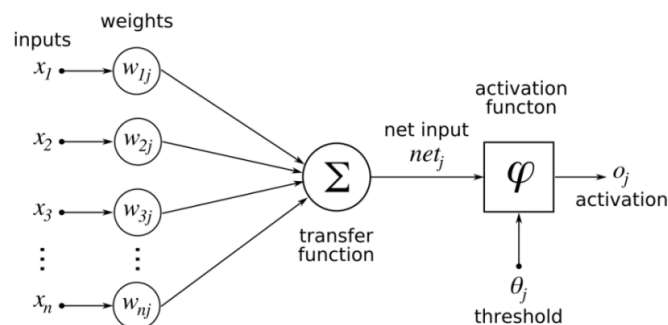 inputs
weights
x₁
w₁ⱼ
x₂
w₂ⱼ
x₃
w₃ⱼ
⋮
⋮
xₙ
wₙⱼ
Σ
transfer
function
net input
netⱼ
activation
functon
φ
oⱼ
activation
θⱼ
threshold